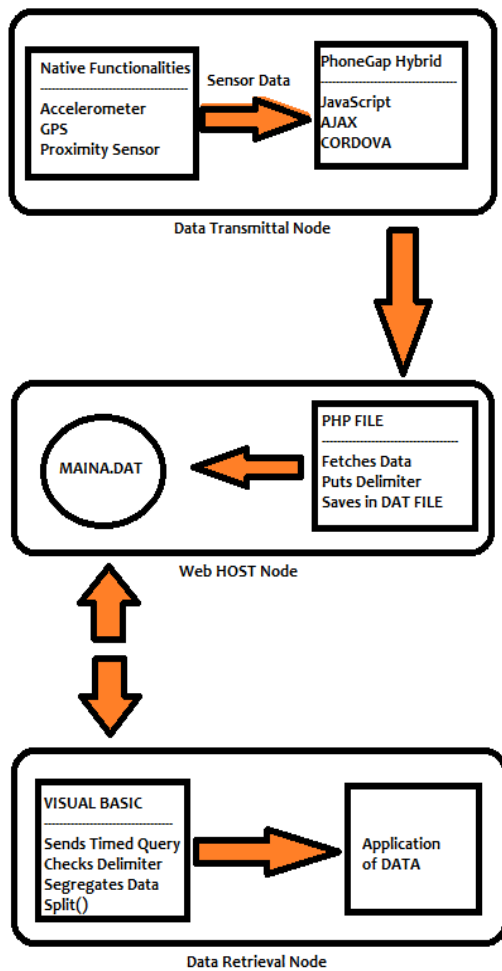 Native Functionalities
Accelerometer
GPS
Proximity Sensor
Sensor Data
PhoneGap Hybrid
JavaScript
AJAX
CORDOVA
Data Transmittal Node
MAINA.DAT
PHP FILE
Fetches Data
Puts Delimiter
Saves in DAT FILE
Web HOST Node
VISUAL BASIC
Sends Timed Query
Checks Delimiter
Segregates Data
Split()
Application
of DATA
Data Retrieval Node